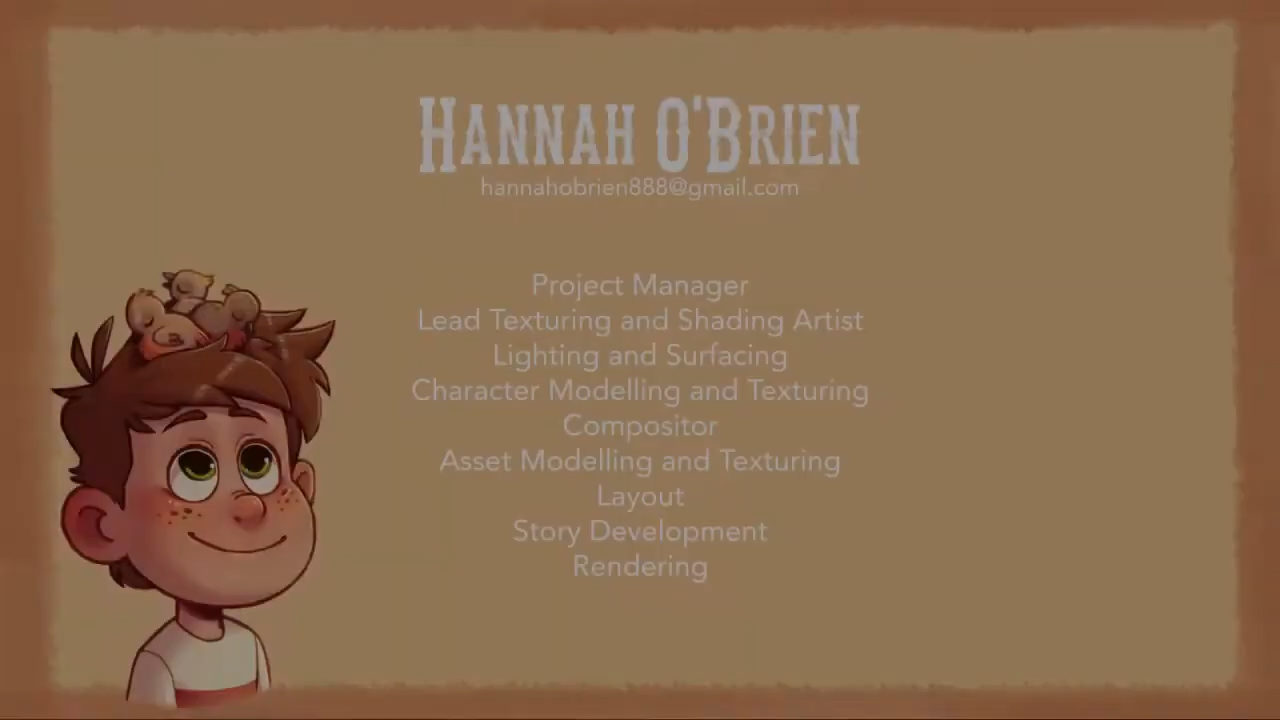 HANNAH O'BRIEN
hannahobrien888@gmail.com
Project Manager
Lead Texturing and Shading Artist
Lighting and Surfacing
Character Modelling and Texturing
Compositor
Asset Modelling and Texturing
Layout
Story Development
Rendering